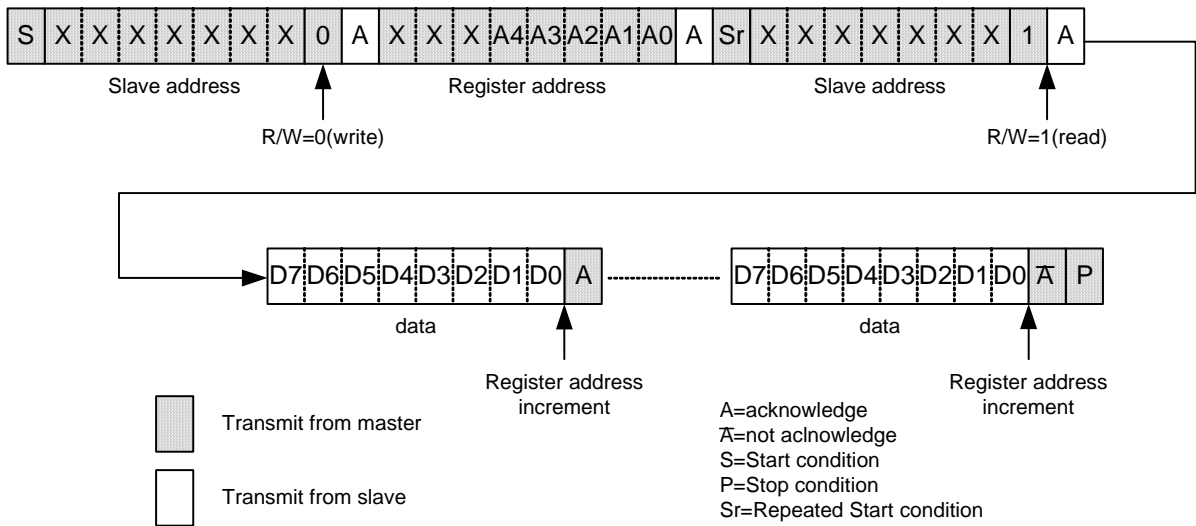 S X X X X X X X 0 A X X X A4 A3 A2 A1 A0 A Sr X X X X X X X 1 A
Slave address Register address Slave address
R/W=0(write) R/W=1(read)
D7 D6 D5 D4 D3 D2 D1 D0 A D7 D6 D5 D4 D3 D2 D1 D0 A̅ P
data data
Register address Register address
increment increment
Transmit from master
Transmit from slave
A=acknowledge
A̅=not aclnowledge
S=Start condition
P=Stop condition
Sr=Repeated Start condition